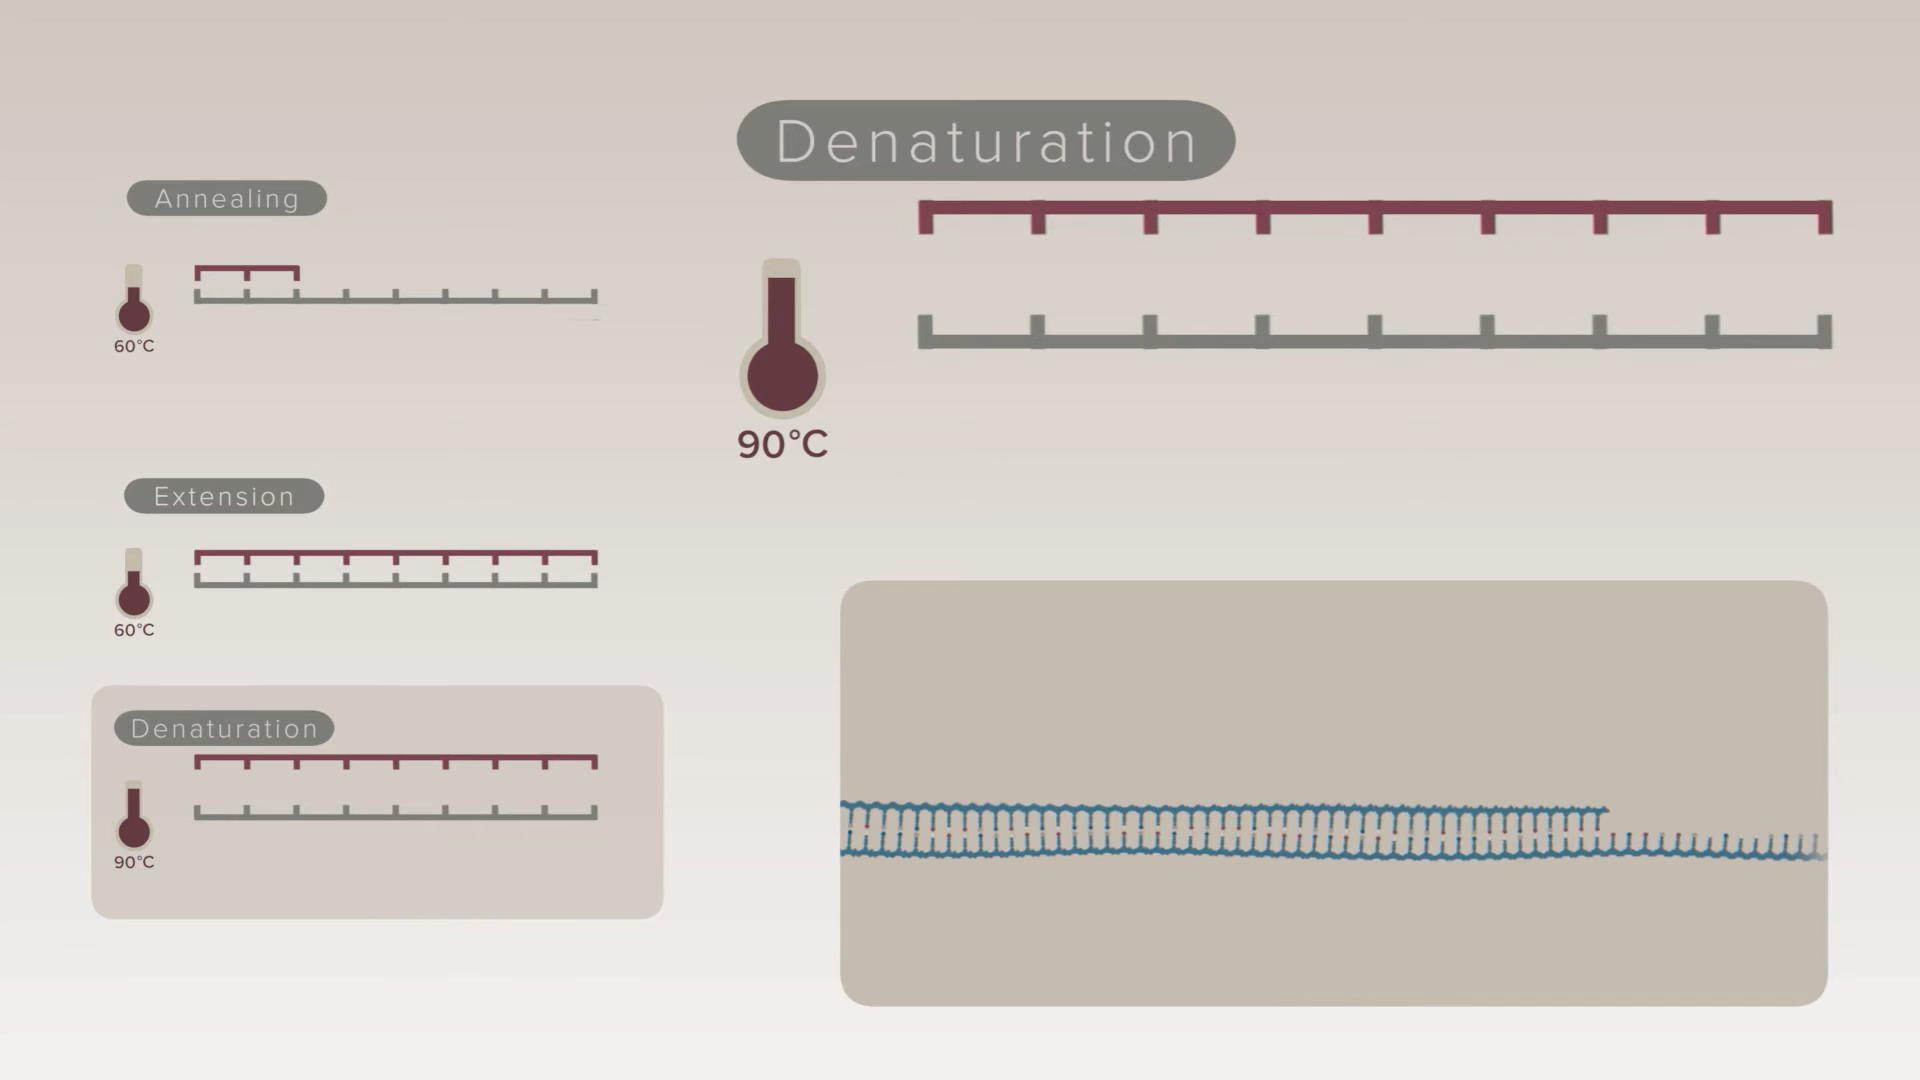 Annealing
60°C
Extension
60°C
Denaturation
90°C
Denaturation
90°C